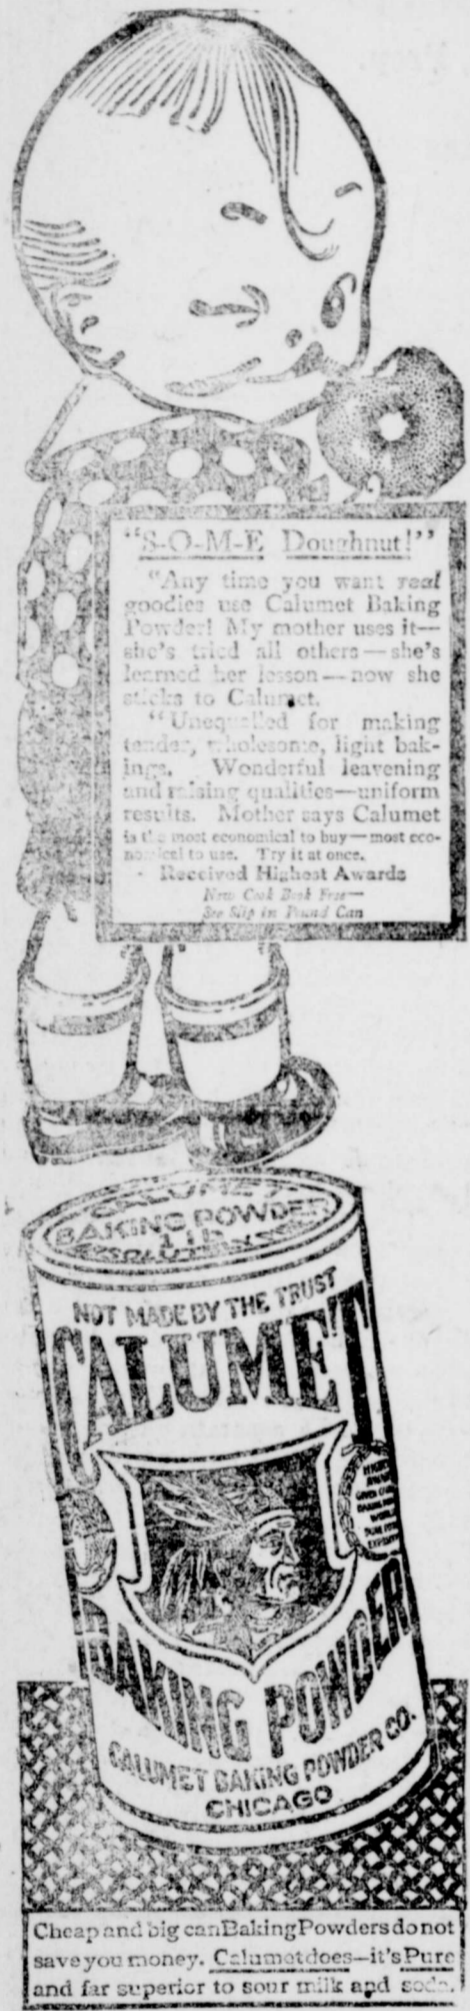 "S-O-M-E Doughnut!"
"Any time you want real
goodies use Calumet Baking
Powder! My mother uses it—
she's tried all others—she's
learned her lesson—now she
sticks to Calumet.
"Unequalled for making
tender, wholesome, light bak-
ings. Wonderful leavening
and raising qualities—uniform
results. Mother says Calumet
is the most economical to buy—most eco-
nomical to use. Try it at once.
Received Highest Awards
New Cook Book Free—
See Slip in Pound Can
CALUMET
BAKING POWDER
1 LB.
NOT MADE BY THE TRUST
CALUMET
BAKING POWDER
CALUMET BAKING POWDER CO.
CHICAGO
Cheap and big can Baking Powders do not
save you money. Calumet does—it's Pure
and far superior to sour milk and soda.